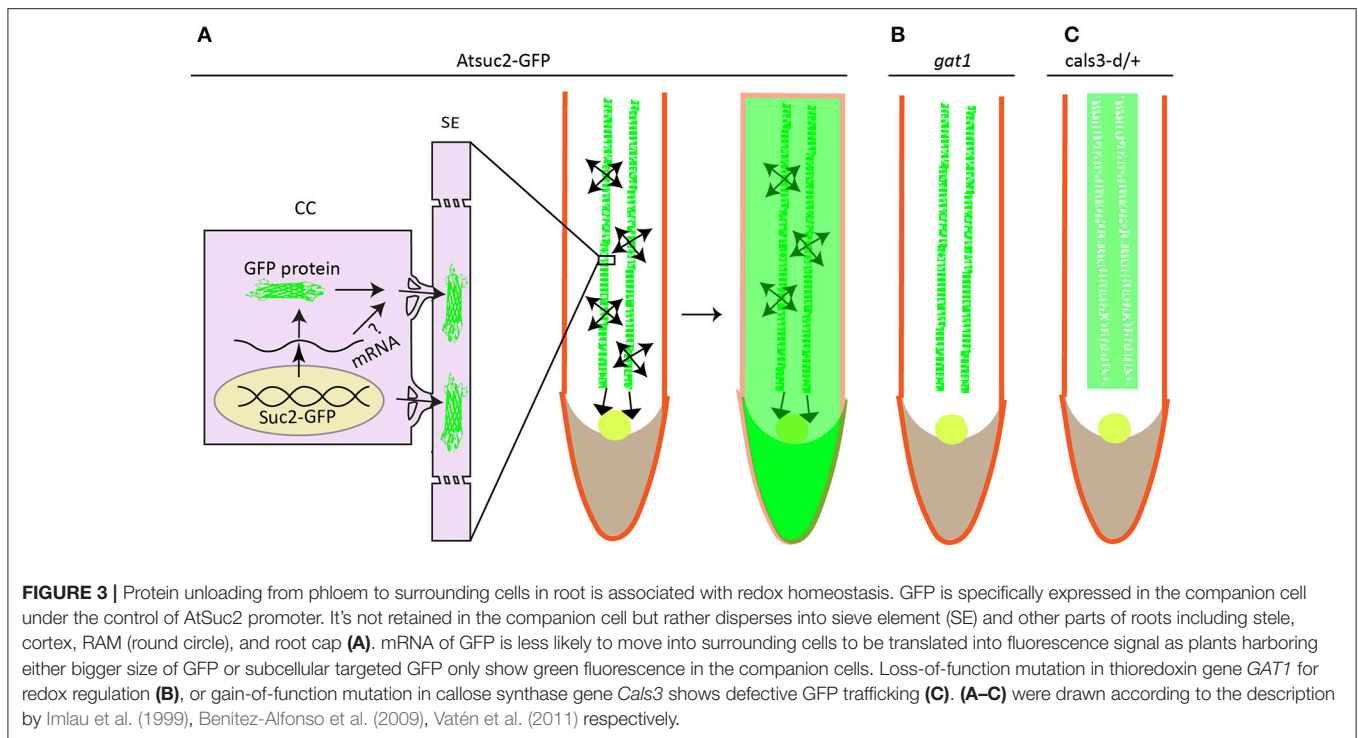 A
B
C
Atsuc2-GFP
gat1
cals3-d/+
SE
CC
GFP protein
?
mRNA
Suc2-GFP
FIGURE 3 | Protein unloading from phloem to surrounding cells in root is associated with redox homeostasis. GFP is specifically expressed in the companion cell
under the control of AtSuc2 promoter. It's not retained in the companion cell but rather disperses into sieve element (SE) and other parts of roots including stele,
cortex, RAM (round circle), and root cap (A). mRNA of GFP is less likely to move into surrounding cells to be translated into fluorescence signal as plants harboring
either bigger size of GFP or subcellular targeted GFP only show green fluorescence in the companion cells. Loss-of-function mutation in thioredoxin gene GAT1 for
redox regulation (B), or gain-of-function mutation in callose synthase gene Cals3 shows defective GFP trafficking (C). (A–C) were drawn according to the description
by Imlau et al. (1999), Benitez-Alfonso et al. (2009), Vatén et al. (2011) respectively.